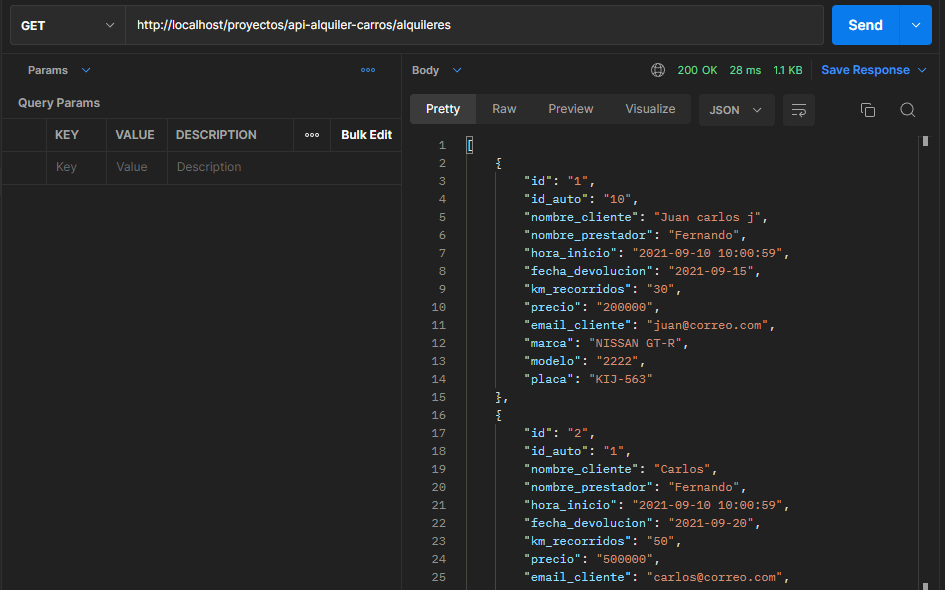 GET http://localhost/proyectos/api-alquiler-carros/alquileres Send
Params Body 200 OK 28 ms 1.1 KB Save Response
Query Params Pretty Raw Preview Visualize JSON
KEY VALUE DESCRIPTION Bulk Edit
Key Value Description
1 [
2 {
3 "id": "1",
4 "id_auto": "10",
5 "nombre_cliente": "Juan carlos j",
6 "nombre_prestador": "Fernando",
7 "hora_inicio": "2021-09-10 10:00:59",
8 "fecha_devolucion": "2021-09-15",
9 "km_recorridos": "30",
10 "precio": "200000",
11 "email_cliente": "juan@correo.com",
12 "marca": "NISSAN GT-R",
13 "modelo": "2222",
14 "placa": "KIJ-563"
15 },
16 {
17 "id": "2",
18 "id_auto": "1",
19 "nombre_cliente": "Carlos",
20 "nombre_prestador": "Fernando",
21 "hora_inicio": "2021-09-10 10:00:59",
22 "fecha_devolucion": "2021-09-20",
23 "km_recorridos": "50",
24 "precio": "500000",
25 "email_cliente": "carlos@correo.com",